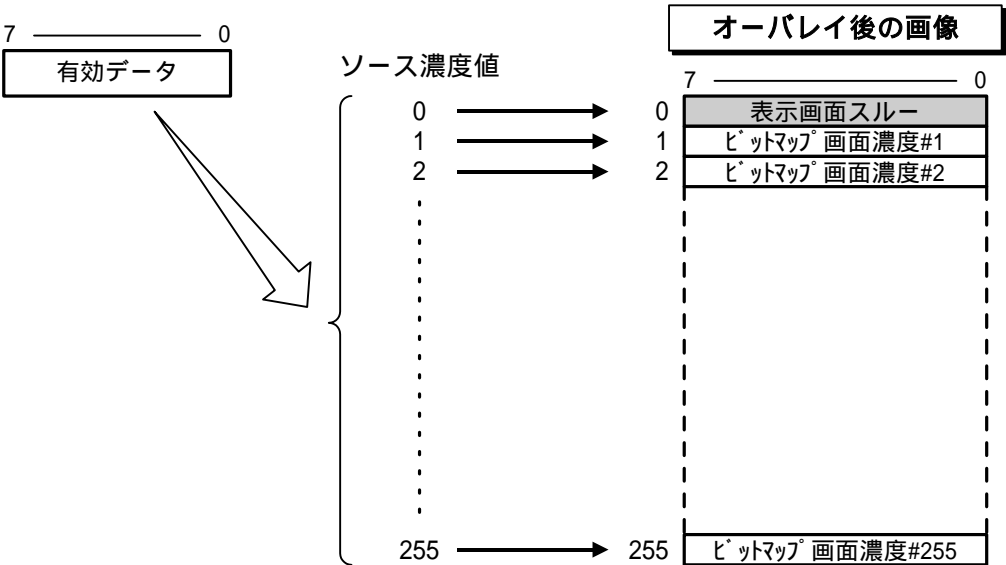 オーバレイ後の画像
7 0
有効データ
ソース濃度値
7 0
0 0 表示画面スルー
1 1 ﾋﾞｯﾄﾏｯﾌﾟ画面濃度#1
2 2 ﾋﾞｯﾄﾏｯﾌﾟ画面濃度#2
255 255 ﾋﾞｯﾄﾏｯﾌﾟ画面濃度#255